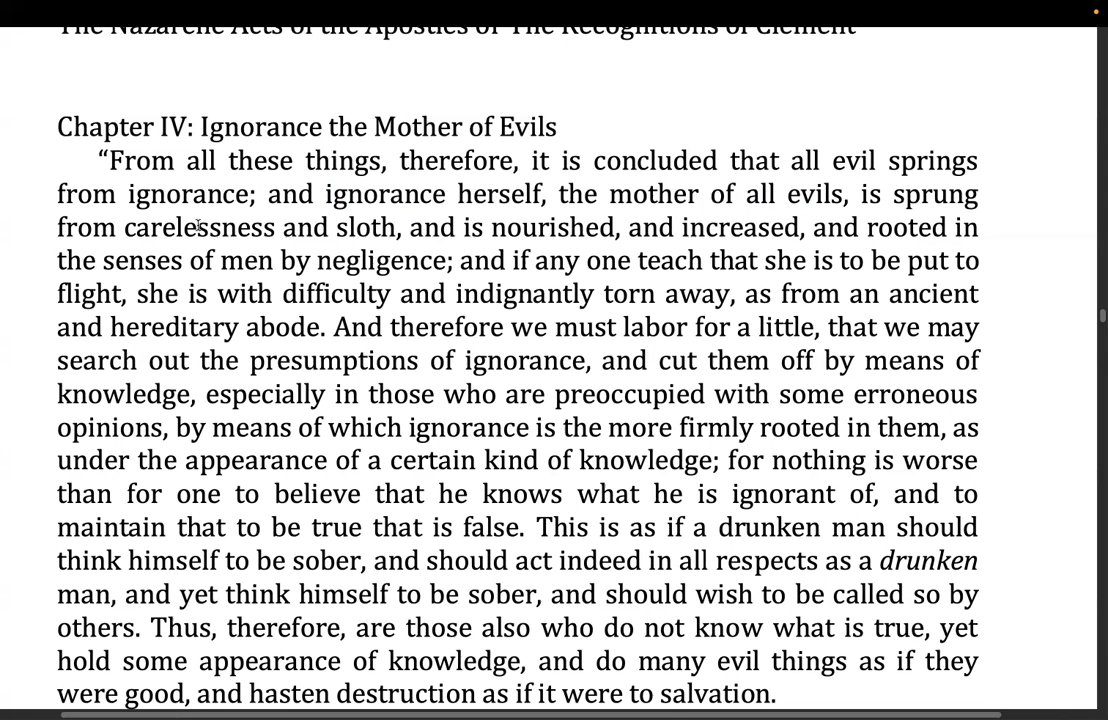 The Nazarene Acts of the Apostles or The Recognitions of Clement
Chapter IV: Ignorance the Mother of Evils
“From all these things, therefore, it is concluded that all evil springs
from ignorance; and ignorance herself, the mother of all evils, is sprung
from carelessness and sloth, and is nourished, and increased, and rooted in
the senses of men by negligence; and if any one teach that she is to be put to
flight, she is with difficulty and indignantly torn away, as from an ancient
and hereditary abode. And therefore we must labor for a little, that we may
search out the presumptions of ignorance, and cut them off by means of
knowledge, especially in those who are preoccupied with some erroneous
opinions, by means of which ignorance is the more firmly rooted in them, as
under the appearance of a certain kind of knowledge; for nothing is worse
than for one to believe that he knows what he is ignorant of, and to
maintain that to be true that is false. This is as if a drunken man should
think himself to be sober, and should act indeed in all respects as a drunken
man, and yet think himself to be sober, and should wish to be called so by
others. Thus, therefore, are those also who do not know what is true, yet
hold some appearance of knowledge, and do many evil things as if they
were good, and hasten destruction as if it were to salvation.